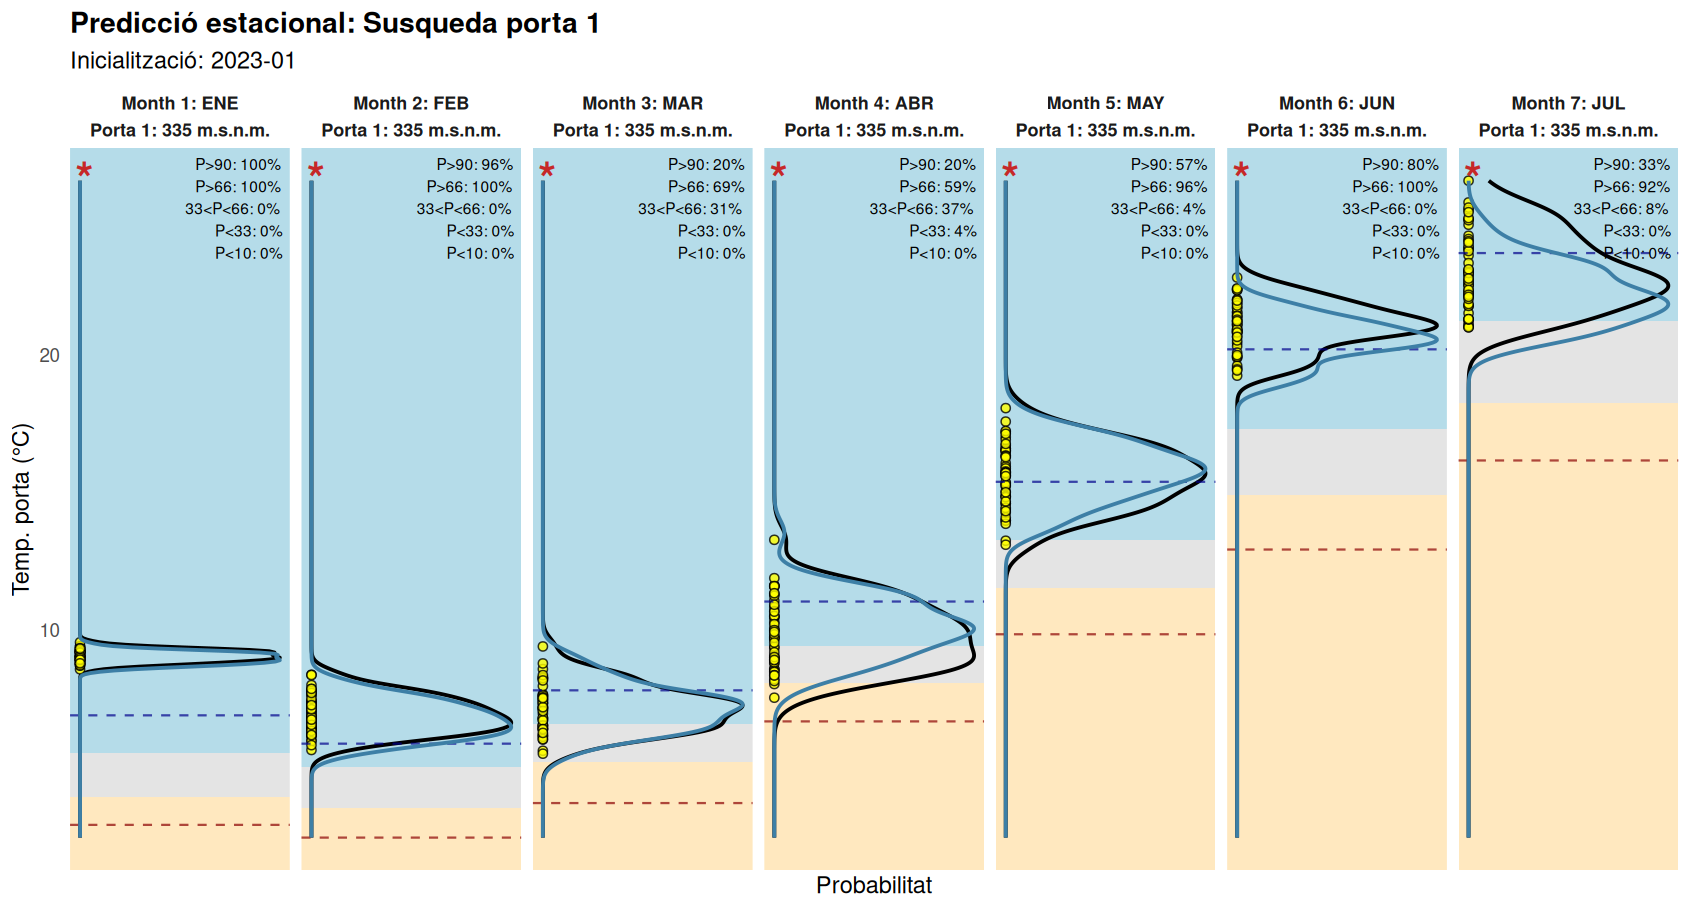 Predicció estacional: Susqueda porta 1
Inicialització: 2023-01
Month 1: ENE
Porta 1: 335 m.s.n.m.
Month 2: FEB
Porta 1: 335 m.s.n.m.
Month 3: MAR
Porta 1: 335 m.s.n.m.
Month 4: ABR
Porta 1: 335 m.s.n.m.
Month 5: MAY
Porta 1: 335 m.s.n.m.
Month 6: JUN
Porta 1: 335 m.s.n.m.
Month 7: JUL
Porta 1: 335 m.s.n.m.
*
P>90: 100%
P>66: 100%
33<P<66: 0%
P<33: 0%
P<10: 0%
*
P>90: 96%
P>66: 100%
33<P<66: 0%
P<33: 0%
P<10: 0%
*
P>90: 20%
P>66: 69%
33<P<66: 31%
P<33: 0%
P<10: 0%
*
P>90: 20%
P>66: 59%
33<P<66: 37%
P<33: 4%
P<10: 0%
*
P>90: 57%
P>66: 96%
33<P<66: 4%
P<33: 0%
P<10: 0%
*
P>90: 80%
P>66: 100%
33<P<66: 0%
P<33: 0%
P<10: 0%
*
P>90: 33%
P>66: 92%
33<P<66: 8%
P<33: 0%
P<10: 0%
20
10
Temp. porta (°C)
Probabilitat